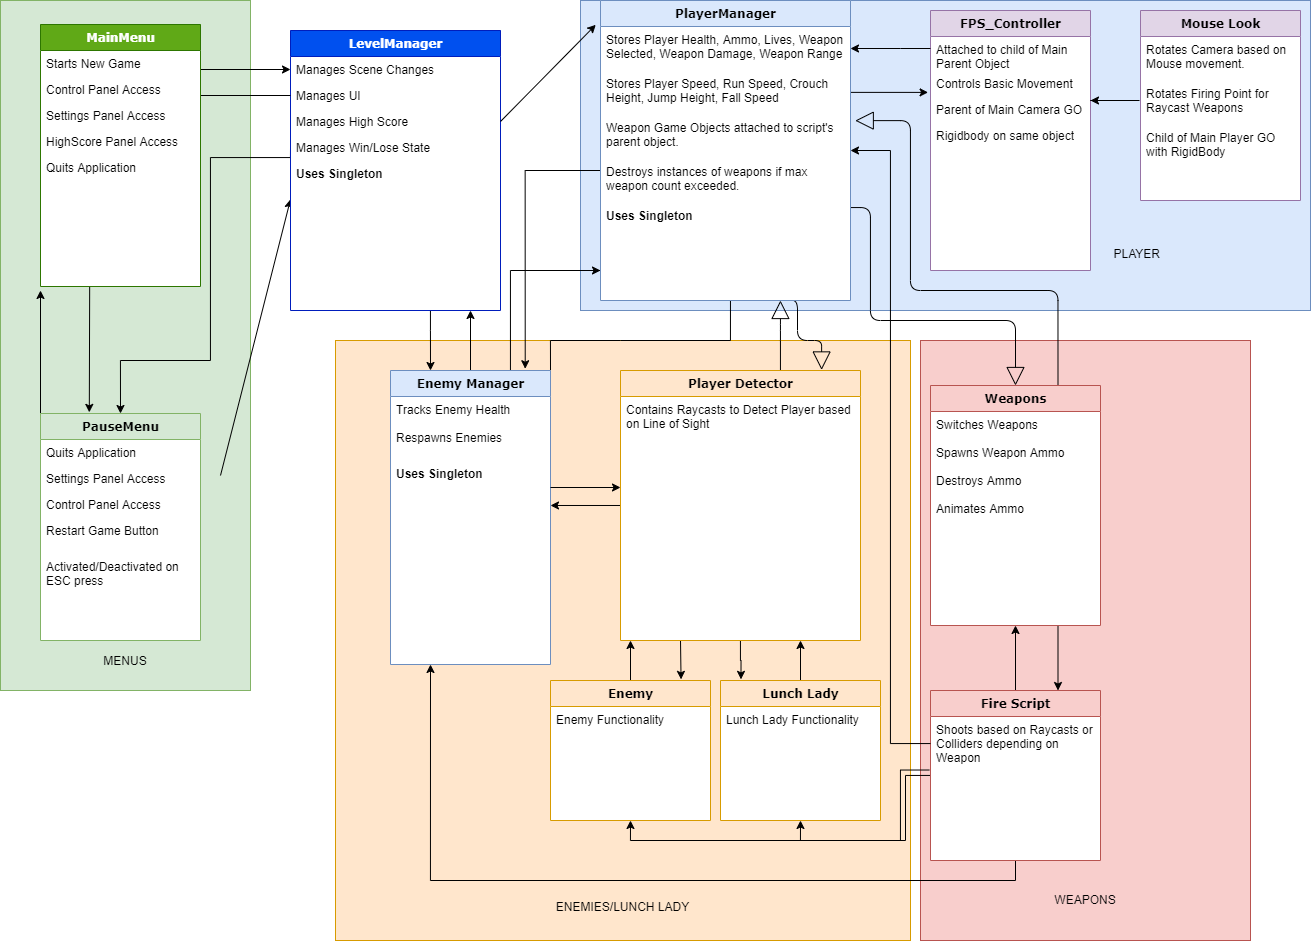 MainMenu
Starts New Game
Control Panel Access
Settings Panel Access
HighScore Panel Access
Quits Application
PauseMenu
Quits Application
Settings Panel Access
Control Panel Access
Restart Game Button
Activated/Deactivated on
ESC press
MENUS
LevelManager
Manages Scene Changes
Manages UI
Manages High Score
Manages Win/Lose State
Uses Singleton
PlayerManager
Stores Player Health, Ammo, Lives, Weapon
Selected, Weapon Damage, Weapon Range
Stores Player Speed, Run Speed, Crouch
Height, Jump Height, Fall Speed
Weapon Game Objects attached to script's
parent object.
Destroys instances of weapons if max
weapon count exceeded.
Uses Singleton
FPS_Controller
Attached to child of Main
Parent Object
Controls Basic Movement
Parent of Main Camera GO
Rigidbody on same object
Mouse Look
Rotates Camera based on
Mouse movement.
Rotates Firing Point for
Raycast Weapons
Child of Main Player GO
with RigidBody
PLAYER
Enemy Manager
Tracks Enemy Health
Respawns Enemies
Uses Singleton
Player Detector
Contains Raycasts to Detect Player based
on Line of Sight
Enemy
Enemy Functionality
Lunch Lady
Lunch Lady Functionality
ENEMIES/LUNCH LADY
Weapons
Switches Weapons
Spawns Weapon Ammo
Destroys Ammo
Animates Ammo
Fire Script
Shoots based on Raycasts or
Colliders depending on
Weapon
WEAPONS